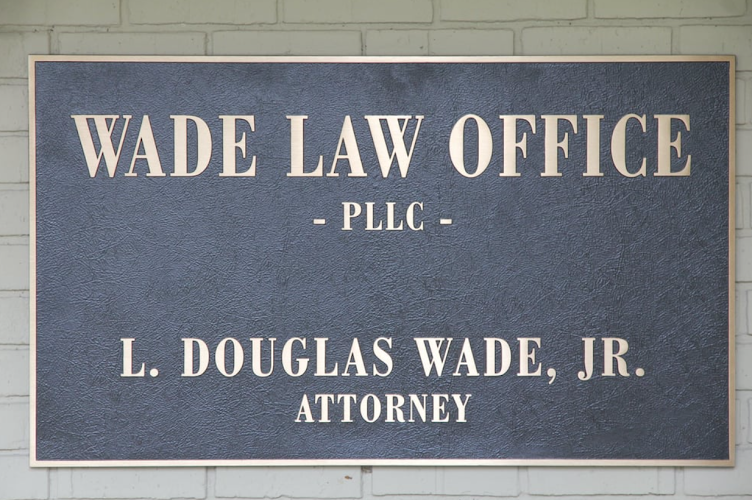 WADE LAW OFFICE
- PLLC -
L. DOUGLAS WADE, JR.
ATTORNEY